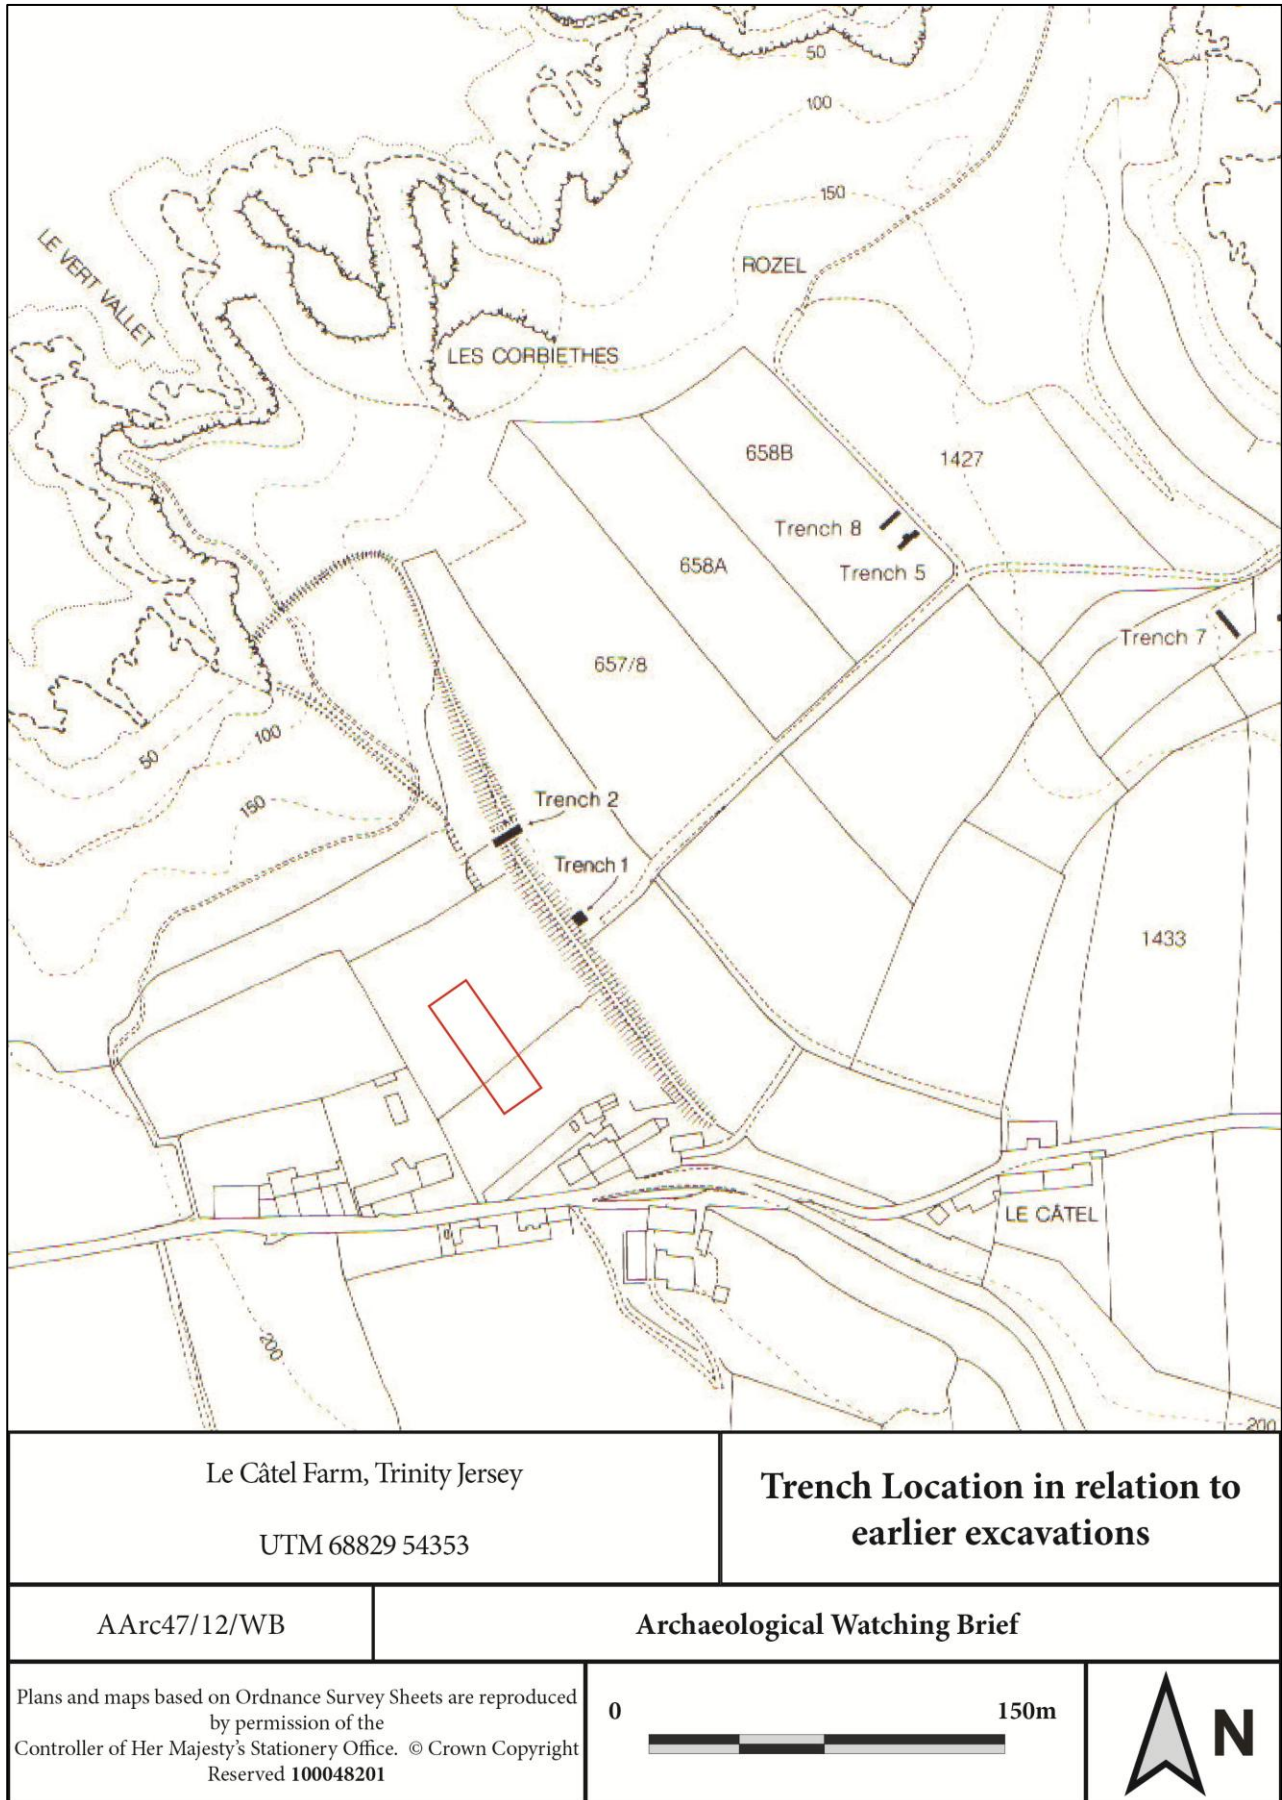 50
100
150
ROZEL
LE VERT VALLET
LES CORBIETHES
658B
1427
Trench 8
658A
Trench 5
Trench 7
657/8
50
100
150
Trench 2
Trench 1
1433
LE CÂTEL
200
200
Le Câtel Farm, Trinity Jersey
UTM 68829 54353
Trench Location in relation to
earlier excavations
AArc47/12/WB
Archaeological Watching Brief
Plans and maps based on Ordnance Survey Sheets are reproduced
by permission of the
Controller of Her Majesty's Stationery Office. © Crown Copyright
Reserved 100048201
0 150m
N